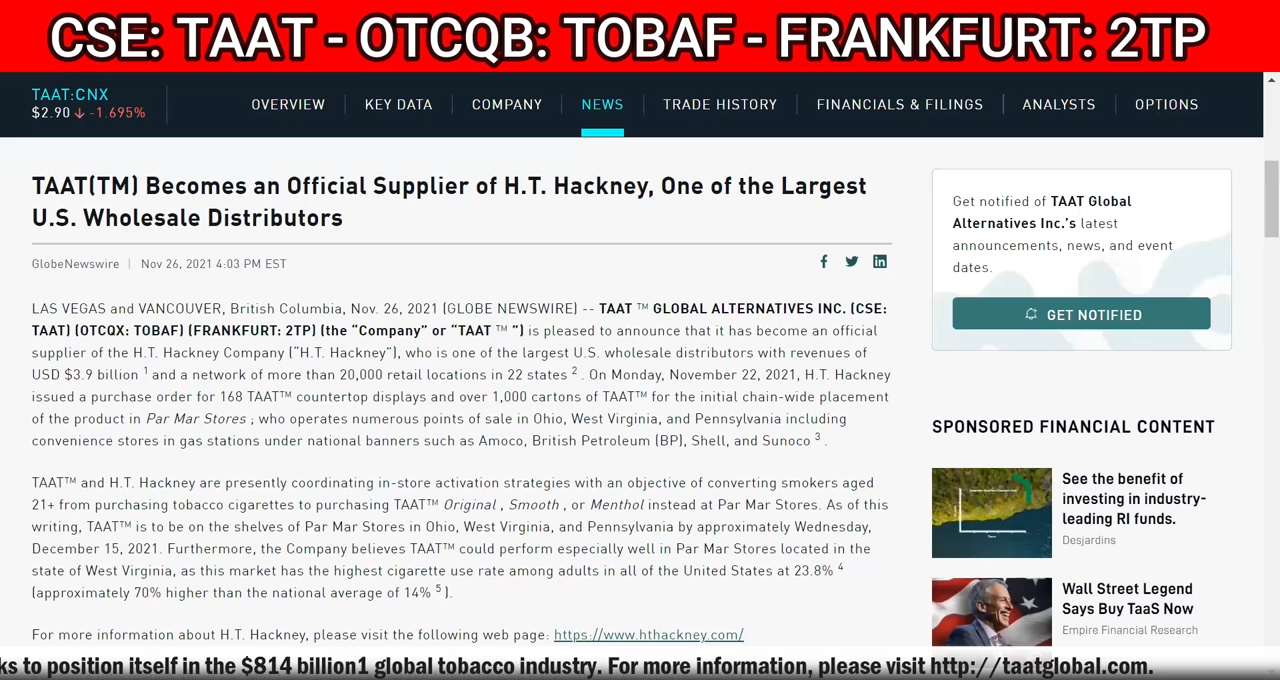 CSE: TAAT - OTCQB: TOBAF - FRANKFURT: 2TP
TAAT:CNX
$2.90 ↓ -1.695%
OVERVIEW
KEY DATA
COMPANY
NEWS
TRADE HISTORY
FINANCIALS & FILINGS
ANALYSTS
OPTIONS
TAAT(TM) Becomes an Official Supplier of H.T. Hackney, One of the Largest
U.S. Wholesale Distributors
GlobeNewswire | Nov 26, 2021 4:03 PM EST
LAS VEGAS and VANCOUVER, British Columbia, Nov. 26, 2021 (GLOBE NEWSWIRE) -- TAAT ™ GLOBAL ALTERNATIVES INC. (CSE:
TAAT) (OTCQX: TOBAF) (FRANKFURT: 2TP) (the “Company” or “TAAT ™ ”) is pleased to announce that it has become an official
supplier of the H.T. Hackney Company (“H.T. Hackney”), who is one of the largest U.S. wholesale distributors with revenues of
USD $3.9 billion 1 and a network of more than 20,000 retail locations in 22 states 2 . On Monday, November 22, 2021, H.T. Hackney
issued a purchase order for 168 TAAT™ countertop displays and over 1,000 cartons of TAAT™ for the initial chain-wide placement
of the product in Par Mar Stores ; who operates numerous points of sale in Ohio, West Virginia, and Pennsylvania including
convenience stores in gas stations under national banners such as Amoco, British Petroleum (BP), Shell, and Sunoco 3 .
TAAT™ and H.T. Hackney are presently coordinating in-store activation strategies with an objective of converting smokers aged
21+ from purchasing tobacco cigarettes to purchasing TAAT™ Original , Smooth , or Menthol instead at Par Mar Stores. As of this
writing, TAAT™ is to be on the shelves of Par Mar Stores in Ohio, West Virginia, and Pennsylvania by approximately Wednesday,
December 15, 2021. Furthermore, the Company believes TAAT™ could perform especially well in Par Mar Stores located in the
state of West Virginia, as this market has the highest cigarette use rate among adults in all of the United States at 23.8% 4
(approximately 70% higher than the national average of 14% 5 ).
For more information about H.T. Hackney, please visit the following web page: https://www.hthackney.com/
Get notified of TAAT Global
Alternatives Inc.'s latest
announcements, news, and event
dates.
GET NOTIFIED
SPONSORED FINANCIAL CONTENT
See the benefit of
investing in industry-
leading RI funds.
Desjardins
Wall Street Legend
Says Buy TaaS Now
Empire Financial Research
ks to position itself in the $814 billion1 global tobacco industry. For more information, please visit http://taatglobal.com.